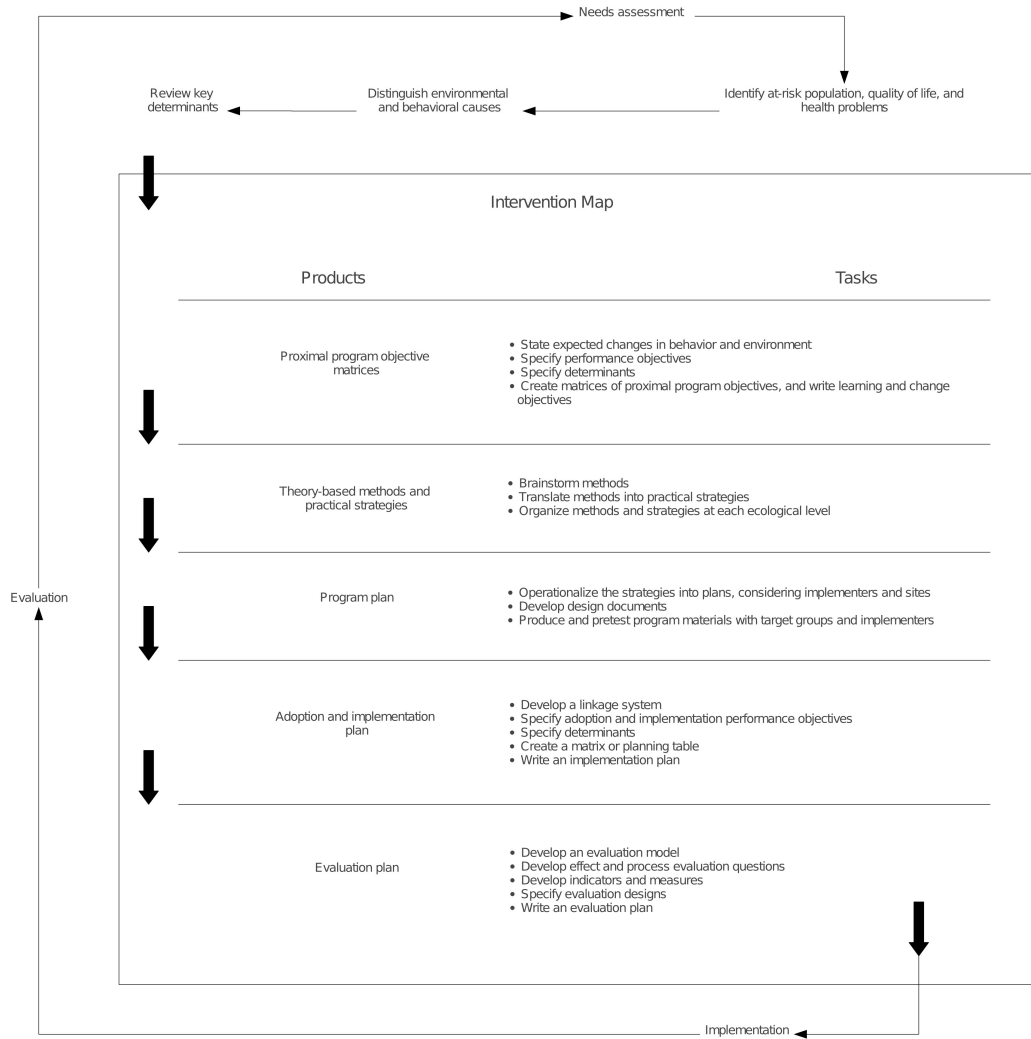 Needs assessment
Review key
determinants
Distinguish environmental
and behavioral causes
Identify at-risk population, quality of life, and
health problems
Intervention Map
Products
Tasks
Proximal program objective
matrices
• State expected changes in behavior and environment
• Specify performance objectives
• Specify determinants
• Create matrices of proximal program objectives, and write learning and change
objectives
Theory-based methods and
practical strategies
• Brainstorm methods
• Translate methods into practical strategies
• Organize methods and strategies at each ecological level
Evaluation
Program plan
• Operationalize the strategies into plans, considering implementers and sites
• Develop design documents
• Produce and pretest program materials with target groups and implementers
Adoption and implementation
plan
• Develop a linkage system
• Specify adoption and implementation performance objectives
• Specify determinants
• Create a matrix or planning table
• Write an implementation plan
Evaluation plan
• Develop an evaluation model
• Develop effect and process evaluation questions
• Develop indicators and measures
• Specify evaluation designs
• Write an evaluation plan
Implementation